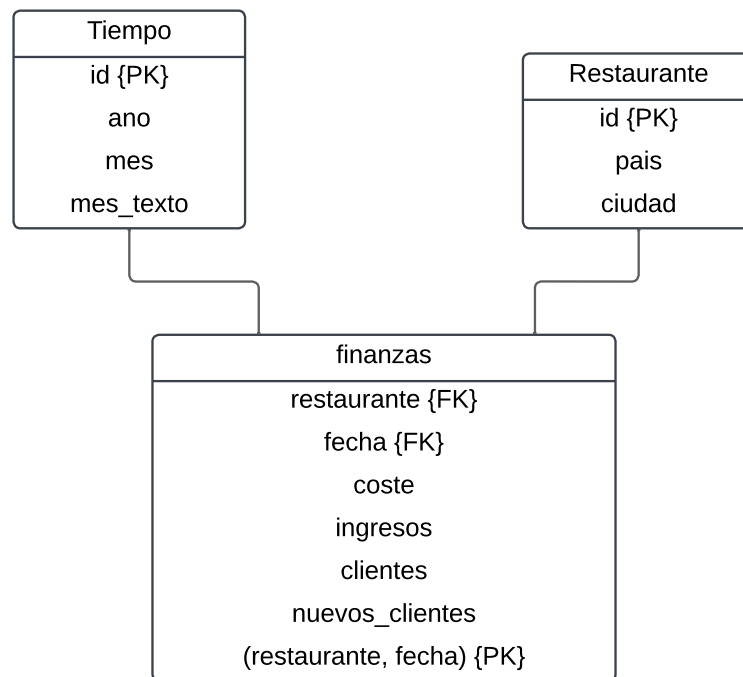 Tiempo
id {PK}
ano
mes
mes_texto
Restaurante
id {PK}
pais
ciudad
finanzas
restaurante {FK}
fecha {FK}
coste
ingresos
clientes
nuevos_clientes
(restaurante, fecha) {PK}